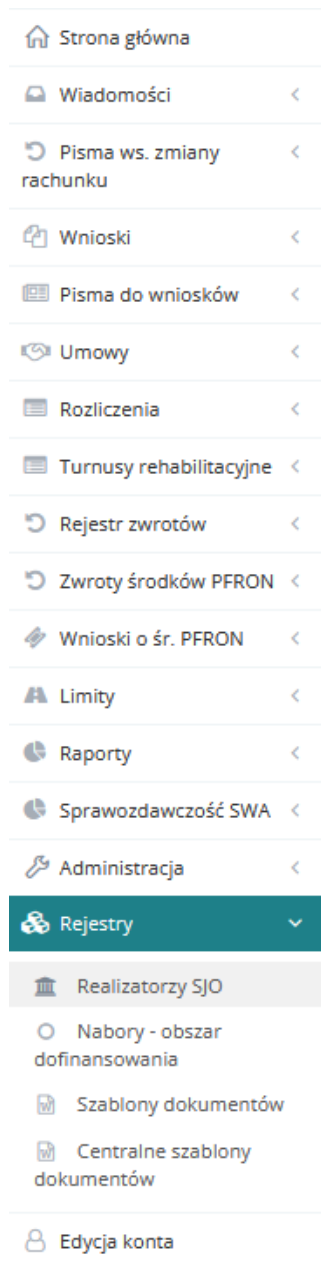 Strona główna
Wiadomości
Pisma ws. zmiany
rachunku
Wnioski
Pisma do wniosków
Umowy
Rozliczenia
Turnusy rehabilitacyjne
Rejestr zwrotów
Zwroty środków PFRON
Wnioski o śr. PFRON
Limity
Raporty
Sprawozdawczość SWA
Administracja
Rejestry
Realizatorzy SJO
Nabory - obszar
dofinansowania
Szablony dokumentów
Centralne szablony
dokumentów
Edycja konta